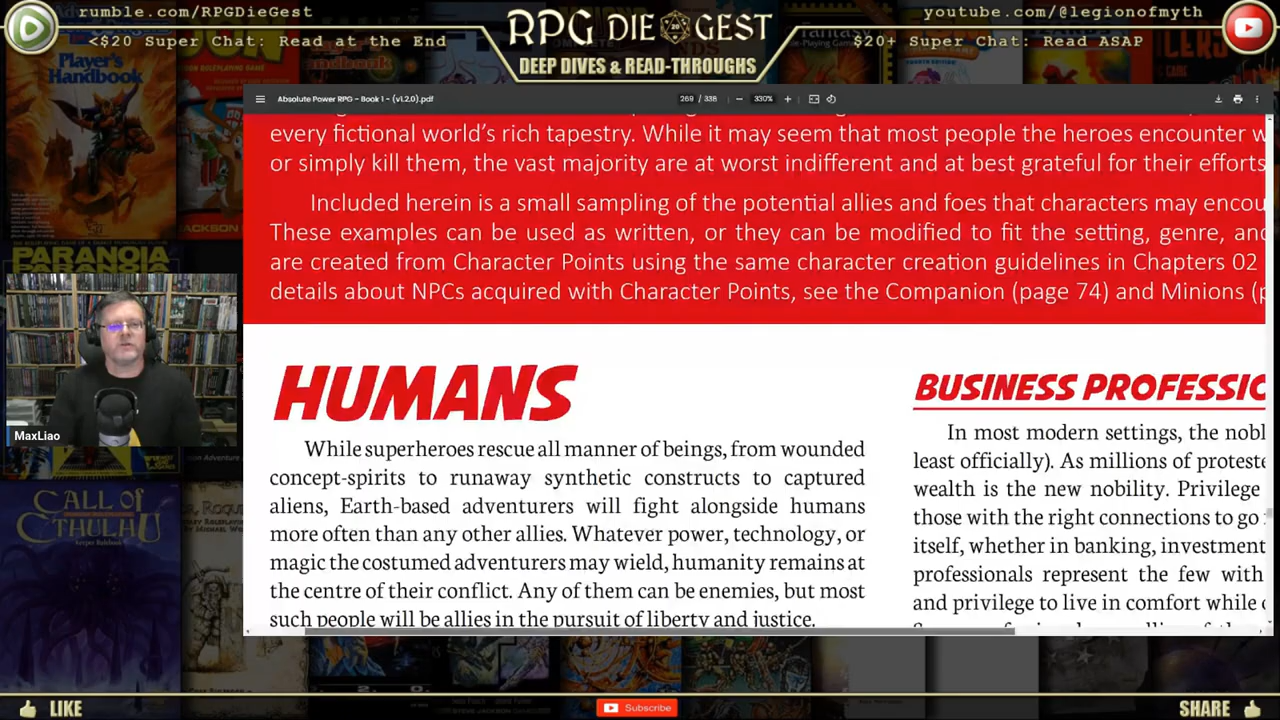 rumble.com/RPGDieGest
<$20 Super Chat: Read at the End
RPG DIE GEST
DEEP DIVES & READ-THROUGHS
youtube.com/@legionofmyth
$20+ Super Chat: Read ASAP
Player's
Handbook
PARANOIA
CALL OF
CTHULHU
MaxLiao
Absolute Power RPG – Book 1 – (v1.2.0).pdf
269 / 338
330%
every fictional world's rich tapestry. While it may seem that most people the heroes encounter w
or simply kill them, the vast majority are at worst indifferent and at best grateful for their efforts
Included herein is a small sampling of the potential allies and foes that characters may encou
These examples can be used as written, or they can be modified to fit the setting, genre, and
are created from Character Points using the same character creation guidelines in Chapters 02
details about NPCs acquired with Character Points, see the Companion (page 74) and Minions (p
HUMANS
While superheroes rescue all manner of beings, from wounded
concept-spirits to runaway synthetic constructs to captured
aliens, Earth-based adventurers will fight alongside humans
more often than any other allies. Whatever power, technology, or
magic the costumed adventurers may wield, humanity remains at
the centre of their conflict. Any of them can be enemies, but most
such people will be allies in the pursuit of liberty and justice.
BUSINESS PROFESSIO
In most modern settings, the nobl
least officially). As millions of proteste
wealth is the new nobility. Privilege
those with the right connections to go
itself, whether in banking, investment
professionals represent the few with
and privilege to live in comfort while
LIKE
Subscribe
SHARE